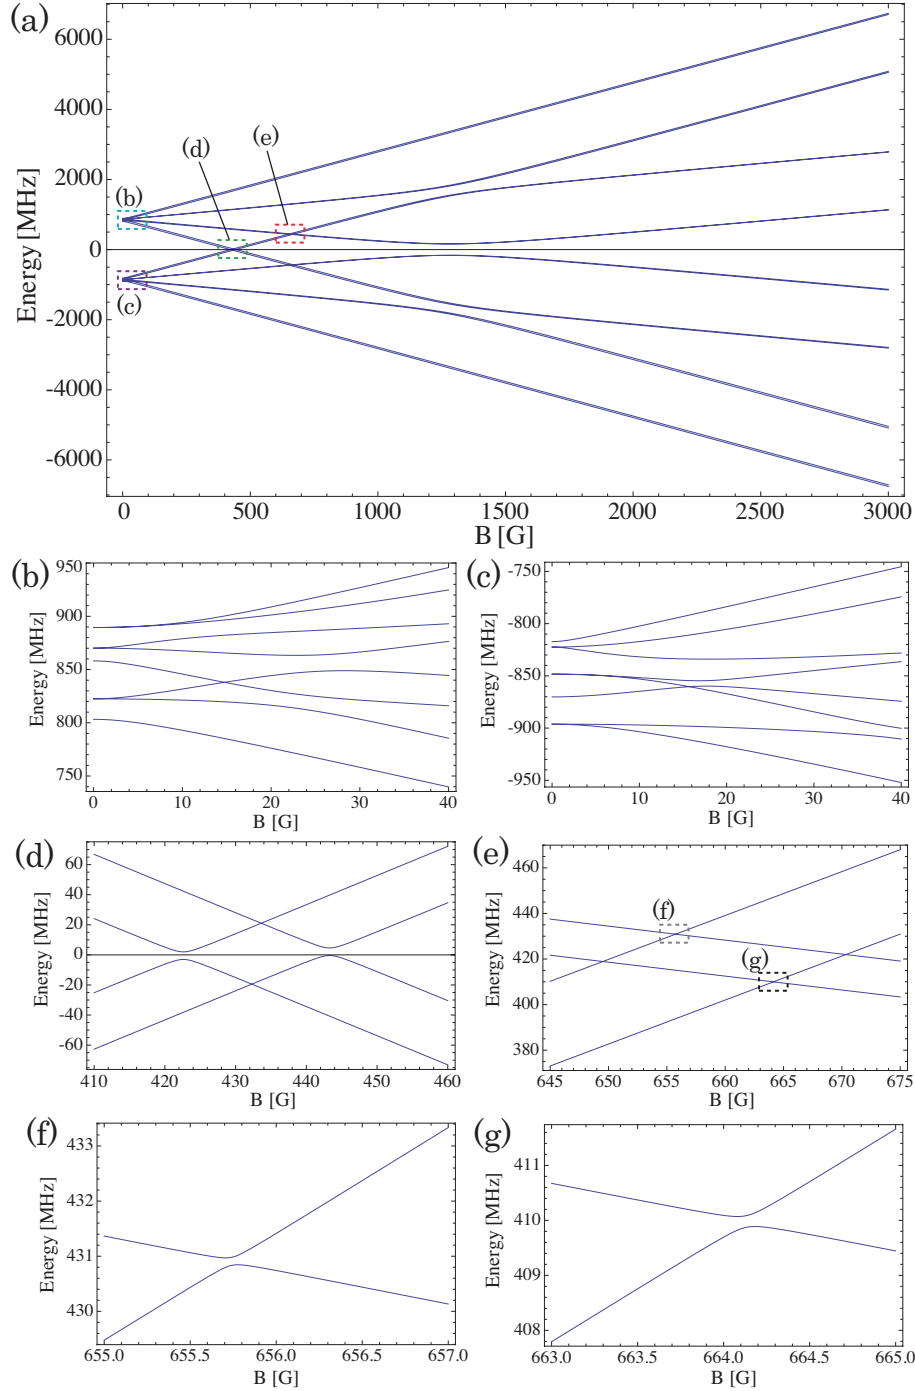 (a)
6000
4000
2000
0
-2000
-4000
-6000
Energy [MHz]
(b)
(c)
(d)
(e)
0 500 1000 1500 2000 2500 3000
B [G]
(b)
950
900
850
800
750
Energy [MHz]
0 10 20 30 40
B [G]
(c)
-750
-800
-850
-900
-950
Energy [MHz]
0 10 20 30 40
B [G]
(d)
60
40
20
0
-20
-40
-60
Energy [MHz]
410 420 430 440 450 460
B [G]
(e)
460
440
420
400
380
Energy [MHz]
(f)
(g)
645 650 655 660 665 670 675
B [G]
(f)
433
432
431
430
Energy [MHz]
655.0 655.5 656.0 656.5 657.0
B [G]
(g)
411
410
409
408
Energy [MHz]
663.0 663.5 664.0 664.5 665.0
B [G]